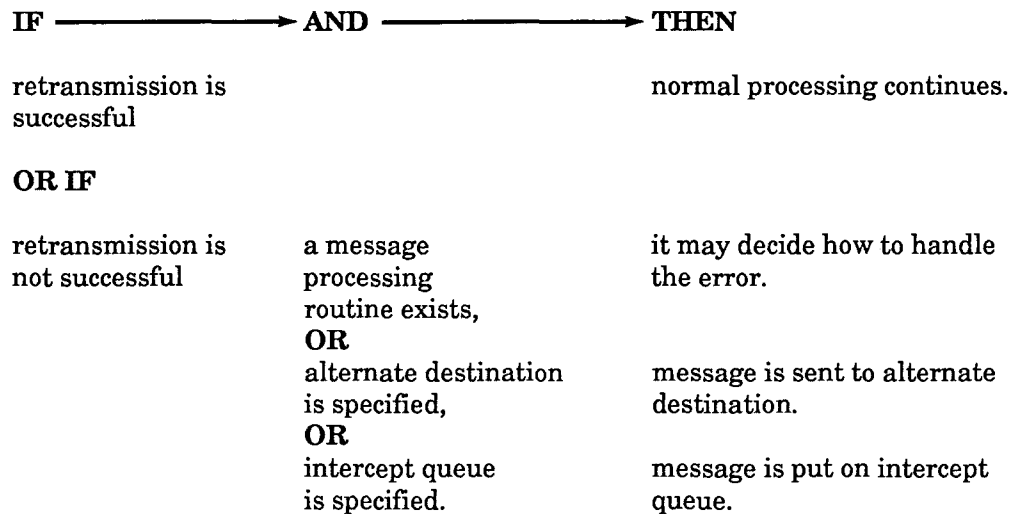 IF AND THEN
retransmission is normal processing continues.
successful
OR IF
retransmission is a message it may decide how to handle
not successful processing the error.
routine exists,
OR
alternate destination message is sent to alternate
is specified, destination.
OR
intercept queue message is put on intercept
is specified. queue.